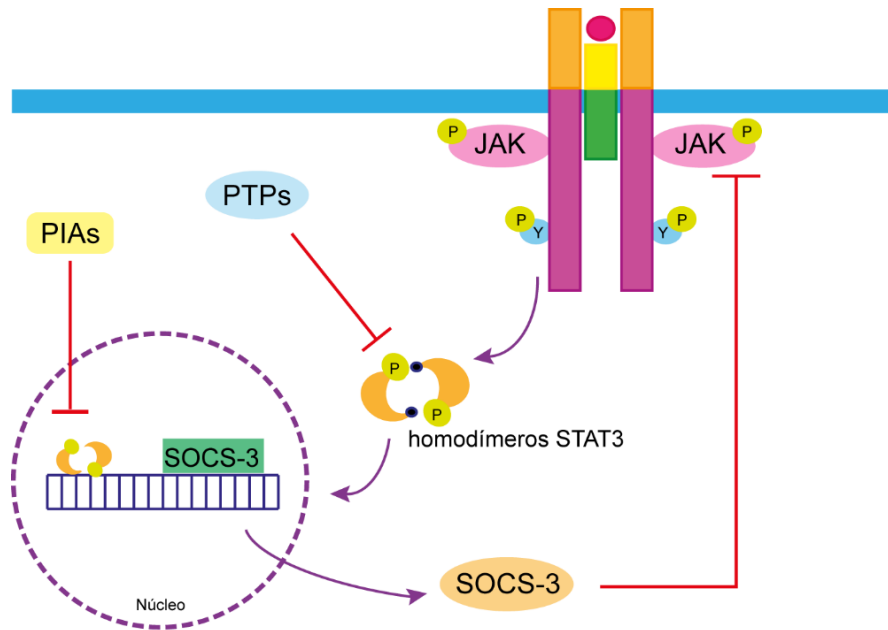 P
JAK
JAK
P
PTPs
P
Y
Y
P
PIAs
P
P
homodímeros STAT3
SOCS-3
SOCS-3
Núcleo